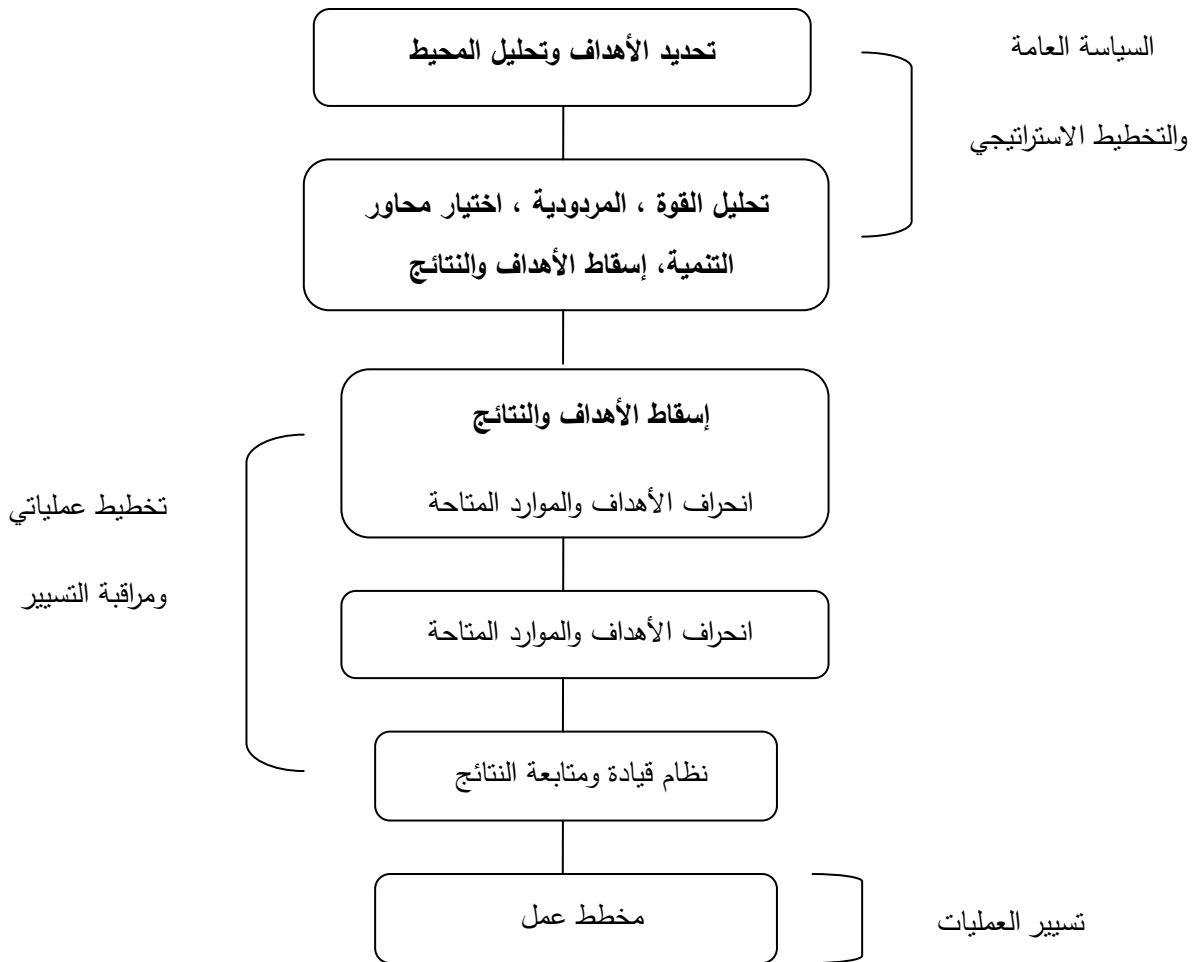 تحديد الأهداف وتحليل المحيط
السياسة العامة
والتخطيط الاستراتيجي
تحليل القوة ، المردودية ، اختيار محاور
التنمية، إسقاط الأهداف والنتائج
إسقاط الأهداف والنتائج
انحراف الأهداف والموارد المتاحة
تخطيط عملياتي
ومراقبة التسيير
انحراف الأهداف والموارد المتاحة
نظام قيادة ومتابعة النتائج
مخطط عمل
تسيير العمليات